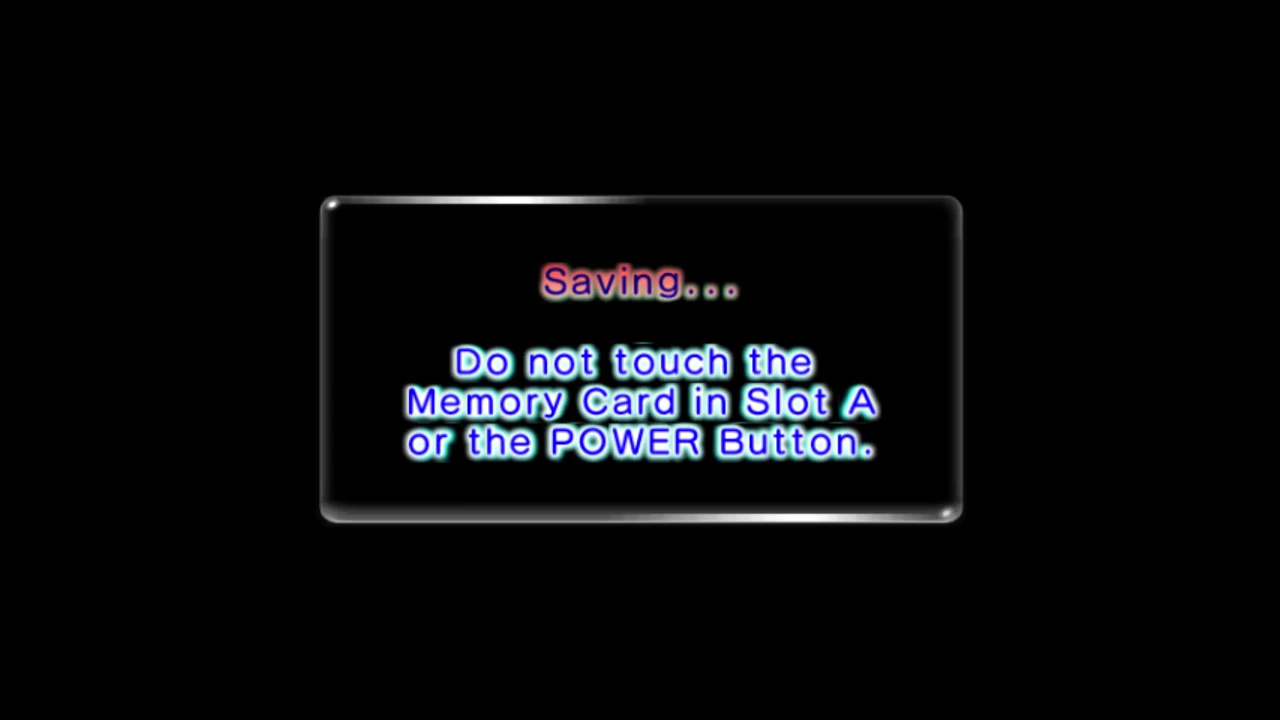 Saving...
Do not touch the
Memory Card in Slot A
or the POWER Button.